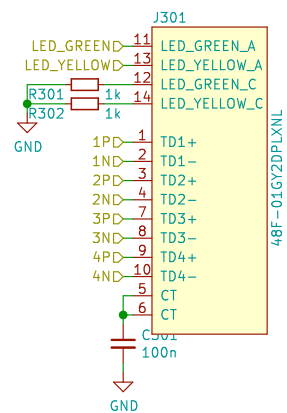 J301
LED_GREEN 11 LED_GREEN_A
LED_YELLOW 13 LED_YELLOW_A
12 LED_GREEN_C
R301 1k
14 LED_YELLOW_C
R302 1k
GND
1P 1 TD1+
1N 2 TD1-
2P 3 TD2+
2N 4 TD2-
3P 7 TD3+
3N 8 TD3-
4P 9 TD4+
4N 10 TD4-
5 CT
6 CT
48F-01GY2DPLXNL
C301
100n
GND